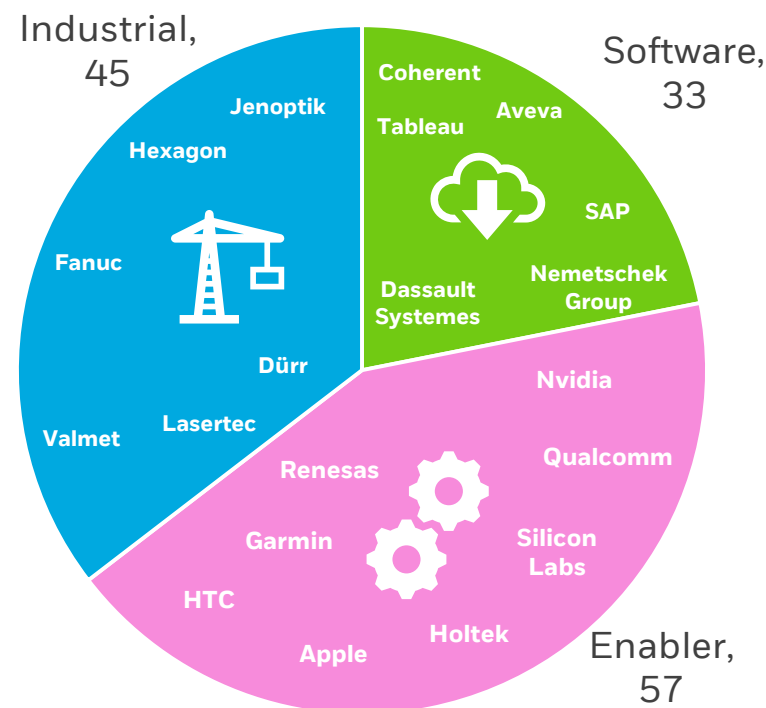 Industrial,
45
Jenoptik
Hexagon
Fanuc
Dürr
Lasertec
Valmet
Software,
33
Coherent
Aveva
Tableau
SAP
Nemetschek
Group
Dassault
Systemes
Enabler,
57
Nvidia
Qualcomm
Renesas
Silicon
Labs
Garmin
HTC
Holtek
Apple